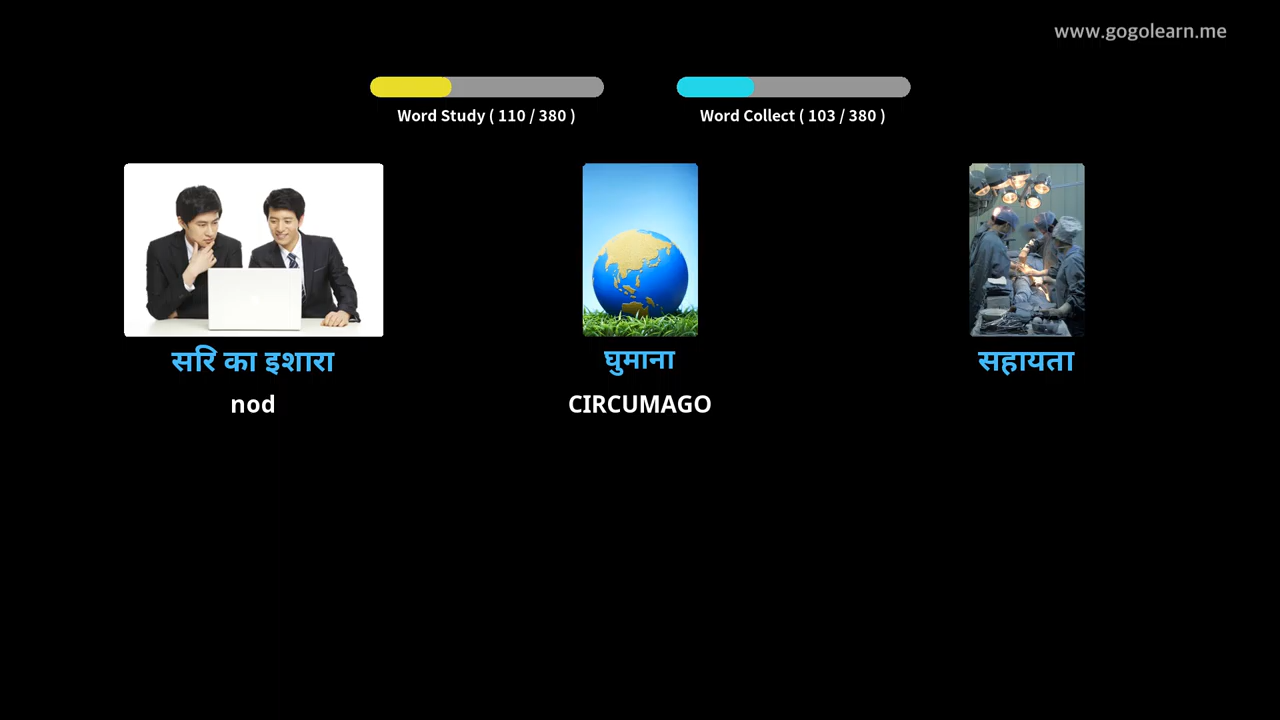 www.gogolearn.me
Word Study ( 110 / 380 )
Word Collect ( 103 / 380 )
सरि का इशारा
घुमाना
सहायता
nod
CIRCUMAGO